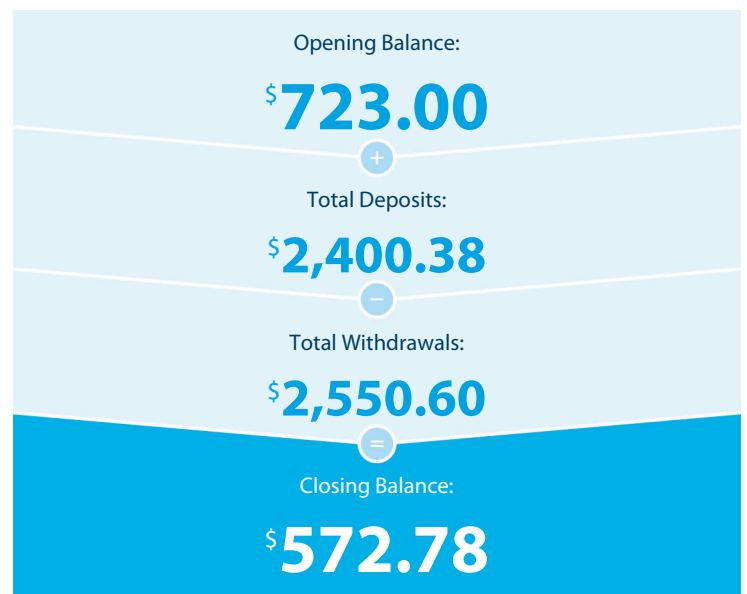 Opening Balance:
$723.00
+
Total Deposits:
$2,400.38
−
Total Withdrawals:
$2,550.60
=
Closing Balance:
$572.78